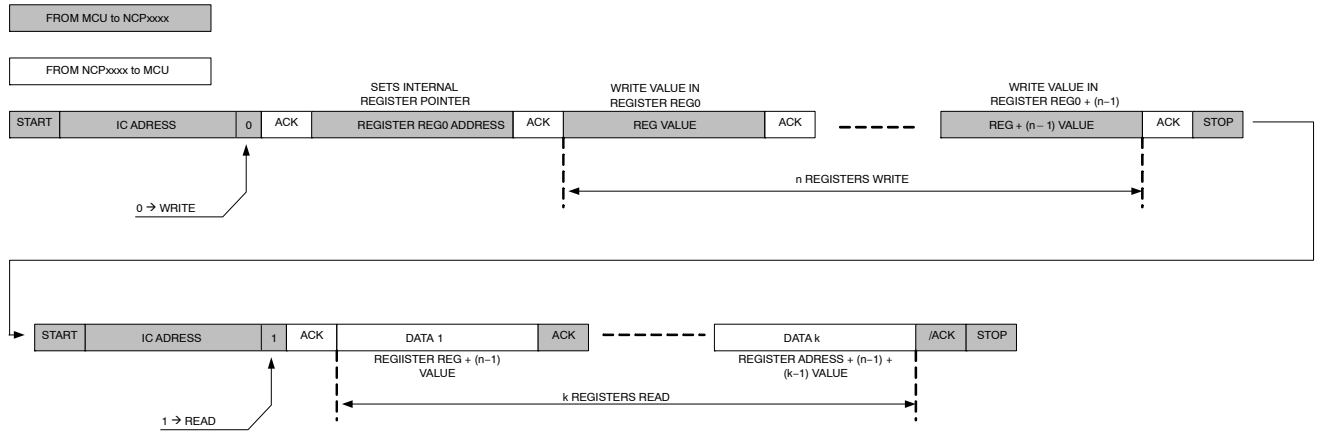 FROM MCU to NCPxxxx
FROM NCPxxxx to MCU
SETS INTERNAL
REGISTER POINTER
WRITE VALUE IN
REGISTER REG0
WRITE VALUE IN
REGISTER REG0 + (n−1)
START IC ADRESS 0 ACK REGISTER REG0 ADDRESS ACK REG VALUE ACK REG + (n − 1) VALUE ACK STOP
n REGISTERS WRITE
0 → WRITE
START IC ADRESS 1 ACK DATA 1 ACK DATA k /ACK STOP
REGIISTER REG + (n−1)
VALUE
REGISTER ADRESS + (n−1) +
(k−1) VALUE
k REGISTERS READ
1 → READ